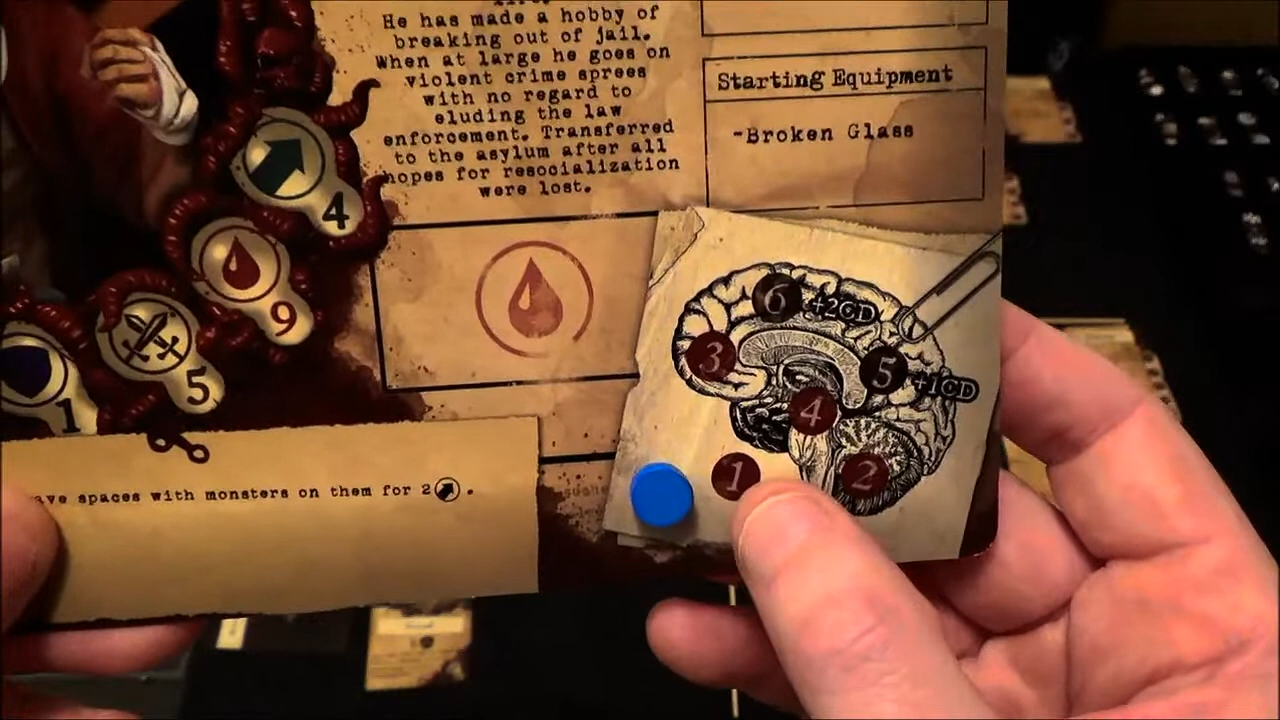 He has made a hobby of
breaking out of jail.
When at large he goes on
violent crime sprees
with no regard to
eluding the law
enforcement. Transferred
to the asylum after all
hopes for resocialization
were lost.
Starting Equipment
-Broken Glass
4
9
5
1
6 +2CD
3
5 +1CD
4
1
2
spaces with monsters on them for 2 .